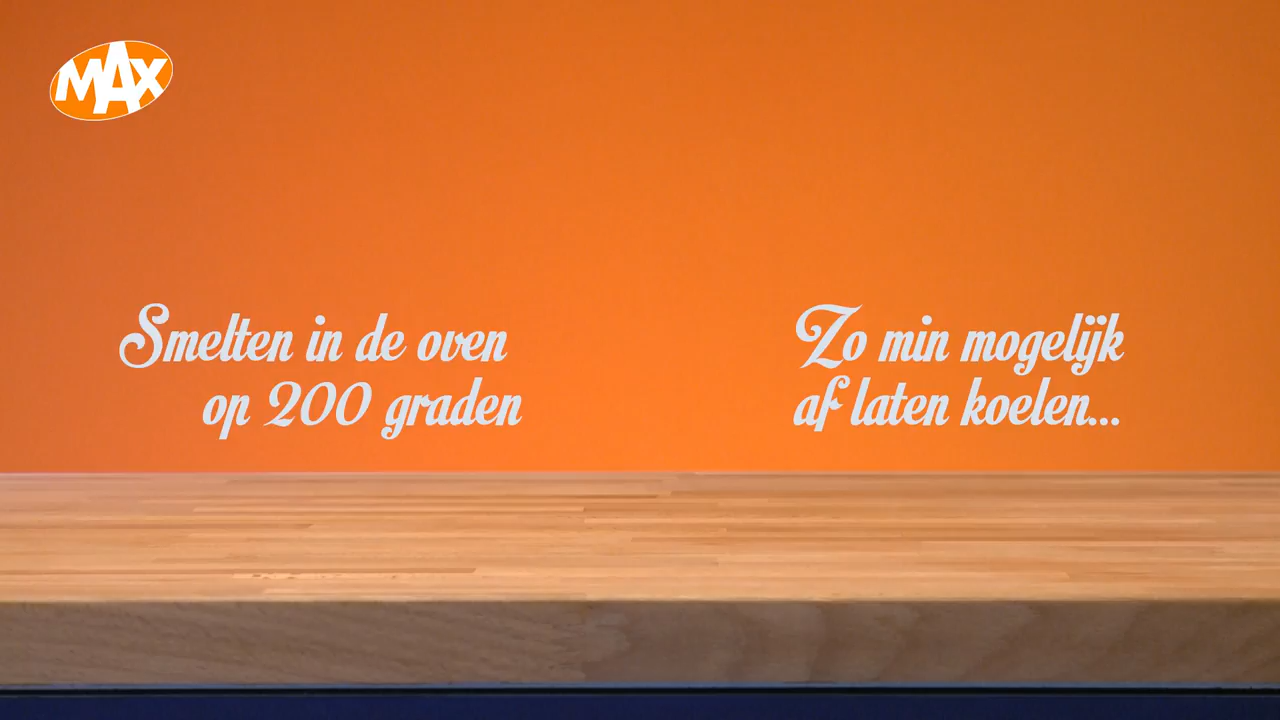 MAX
Smelten in de oven
op 200 graden
Zo min mogelijk
af laten koelen...